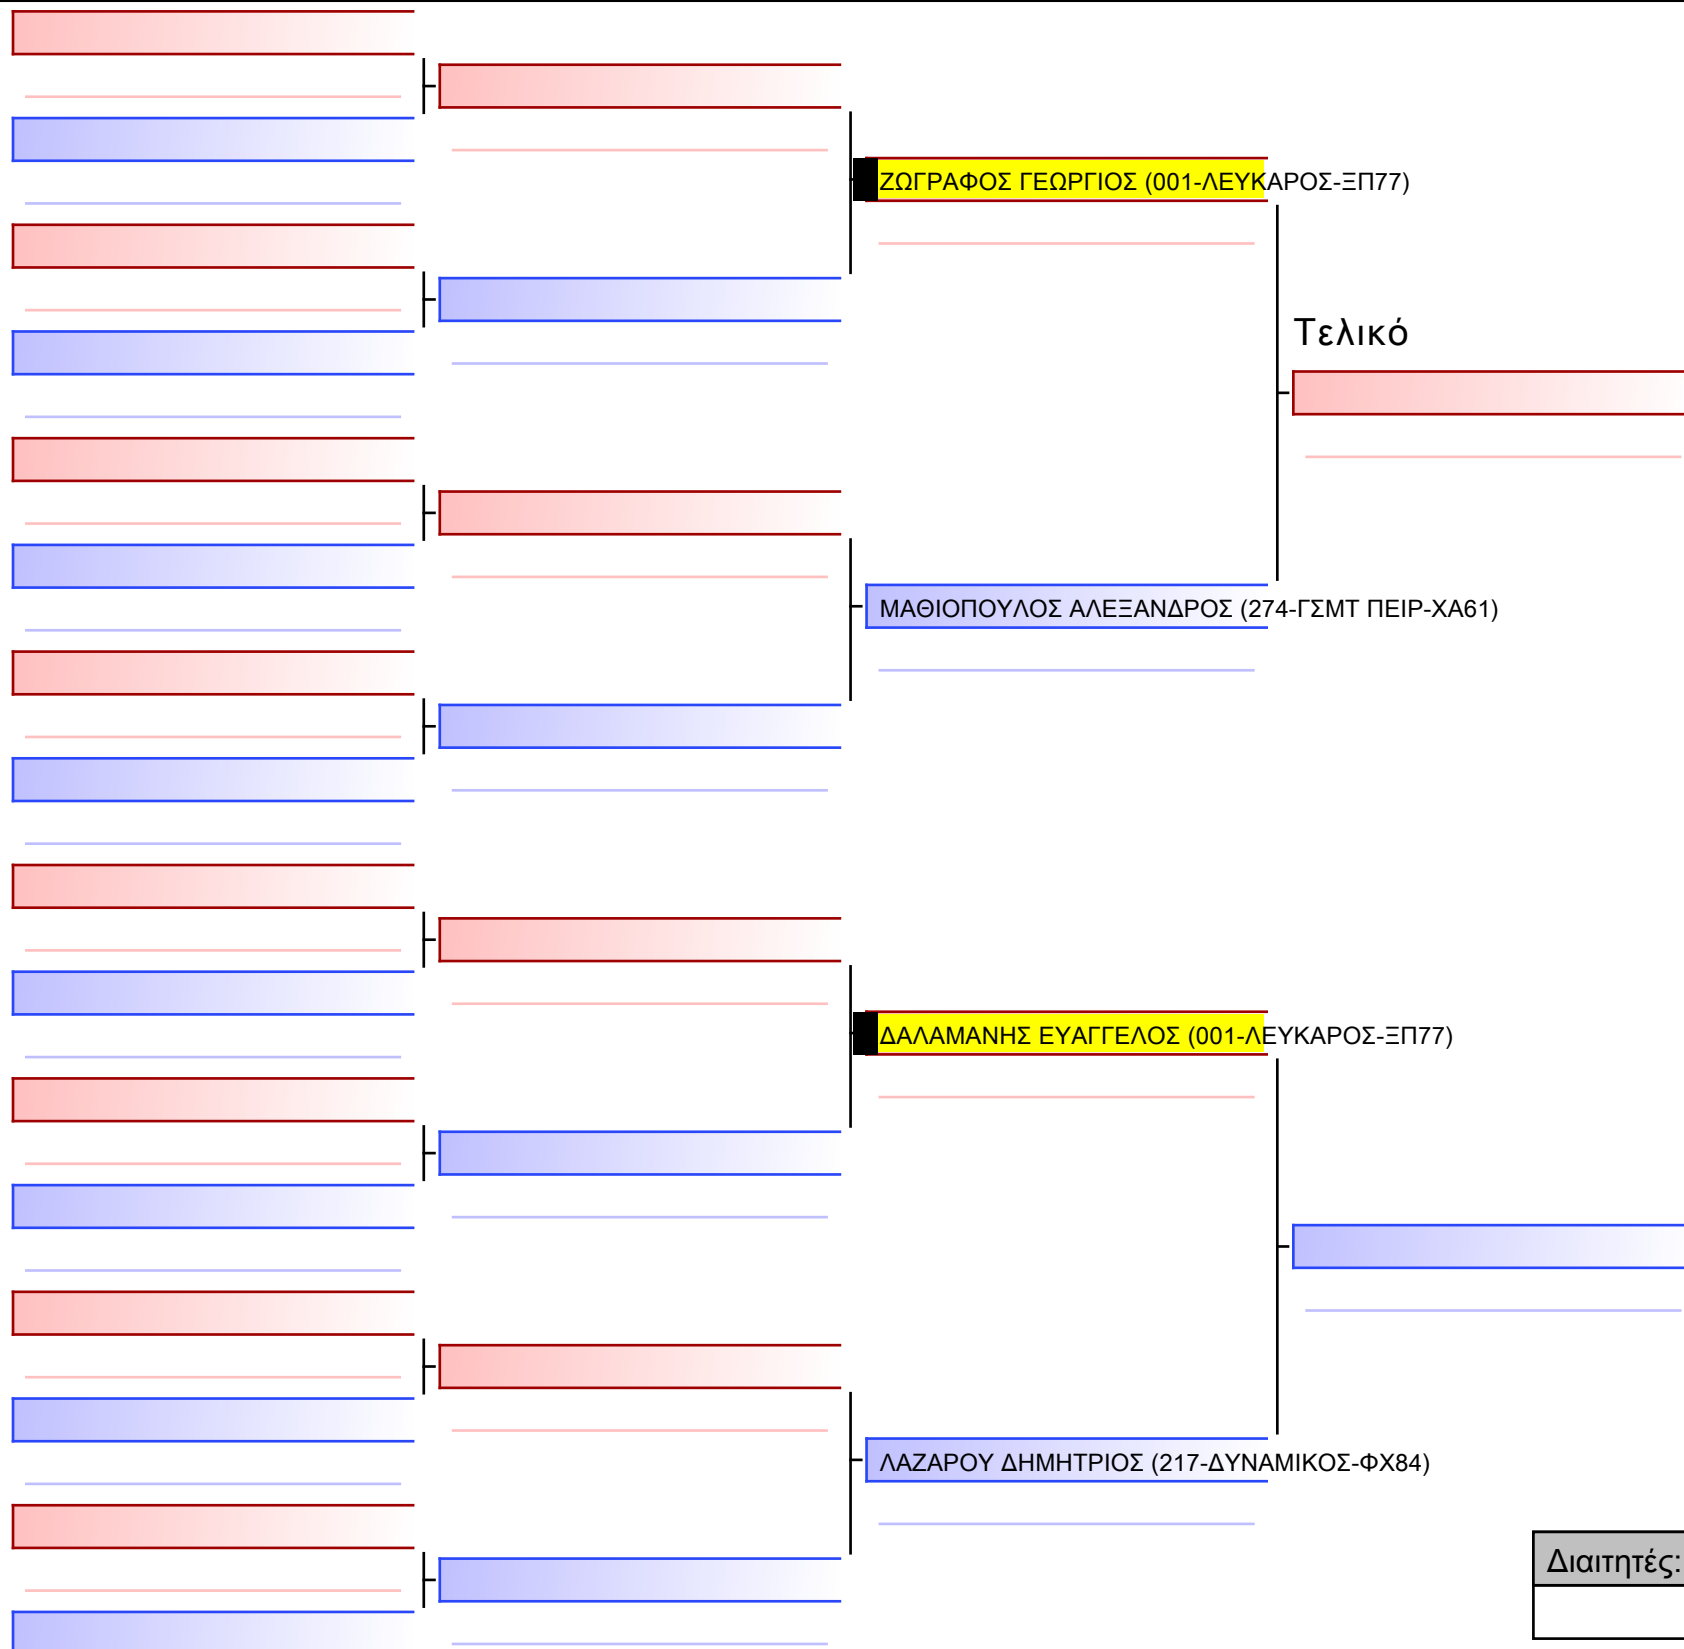 ΖΩΓΡΑΦΟΣ ΓΕΩΡΓΙΟΣ (001-ΛΕΥΚΑΡΟΣ-ΞΠ77)
Τελικό
ΜΑΘΙΟΠΟΥΛΟΣ ΑΛΕΞΑΝΔΡΟΣ (274-ΓΣΜΤ ΠΕΙΡ-ΧΑ61)
ΔΑΛΑΜΑΝΗΣ ΕΥΑΓΓΕΛΟΣ (001-ΛΕΥΚΑΡΟΣ-ΞΠ77)
ΛΑΖΑΡΟΥ ΔΗΜΗΤΡΙΟΣ (217-ΔΥΝΑΜΙΚΟΣ-ΦΧ84)
Διαιτητές: